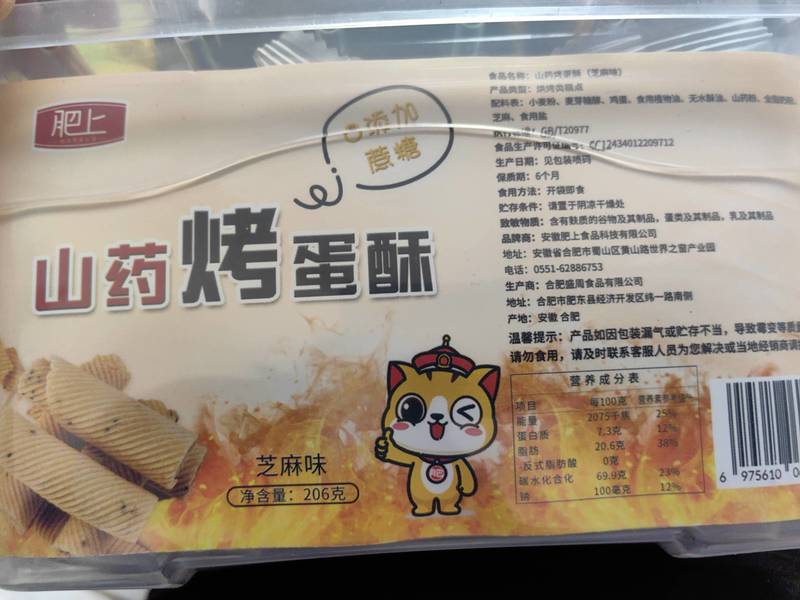 肥上
0添加
蔗糖
山药烤蛋酥
芝麻味
净含量：206克
食品名称：山药烤蛋酥（芝麻味）
产品类型：烘烤类糕点
配料表：小麦粉、麦芽糖醇、鸡蛋、食用植物油、无水酥油、山药粉、全脂奶粉、
芝麻、食用盐
执行标准：GB/T20977
食品生产许可证编号：SC12434012209712
生产日期：见包装喷码
保质期：6个月
食用方法：开袋即食
贮存条件：请置于阴凉干燥处
致敏物质：含有麸质的谷物及其制品，蛋类及其制品，乳及其制品
品牌商：安徽肥上食品科技有限公司
地址：安徽省合肥市蜀山区黄山路世界之窗产业园
电话：0551-62886753
生产商：合肥盛周食品有限公司
地址：合肥市肥东县经济开发区纬一路南侧
产地：安徽 合肥
温馨提示：产品如因包装漏气或贮存不当，导致霉变等质
请勿食用，请及时联系客服人员为您解决或当地经销商调
营养成分表
项目 每100克 营养素参考值%
能量 2075千焦 25%
蛋白质 7.3克 12%
脂肪 20.6克 38%
-反式脂肪酸 0克
碳水化合 69.9克 23%
钠 100毫克 12%
6 975610 0